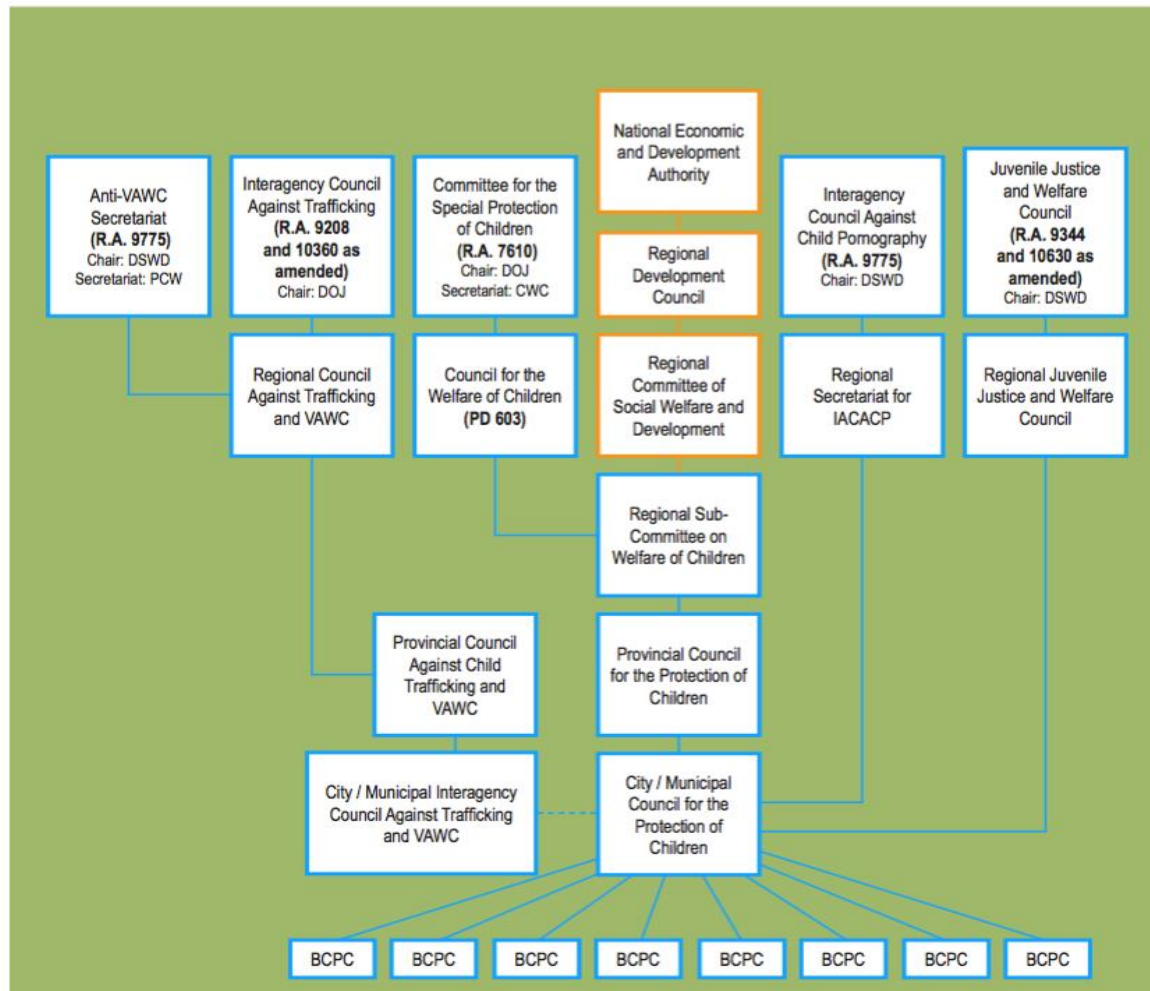 National Economic
and Development
Authority
Anti-VAWC
Secretariat
(R.A. 9775)
Chair: DSWD
Secretariat: PCW
Interagency Council
Against Trafficking
(R.A. 9208
and 10360 as
amended)
Chair: DOJ
Committee for the
Special Protection
of Children
(R.A. 7610)
Chair: DOJ
Secretariat: CWC
Regional
Development
Council
Interagency
Council Against
Child Pornography
(R.A. 9775)
Chair: DSWD
Juvenile Justice
and Welfare
Council
(R.A. 9344
and 10630 as
amended)
Chair: DSWD
Regional Council
Against Trafficking
and VAWC
Council for the
Welfare of Children
(PD 603)
Regional
Committee of
Social Welfare and
Development
Regional
Secretariat for
IACACP
Regional Juvenile
Justice and Welfare
Council
Regional Sub-
Committee on
Welfare of Children
Provincial Council
Against Child
Trafficking and
VAWC
Provincial Council
for the Protection of
Children
City / Municipal Interagency
Council Against Trafficking
and VAWC
City / Municipal
Council for the
Protection of
Children
BCPC
BCPC
BCPC
BCPC
BCPC
BCPC
BCPC
BCPC